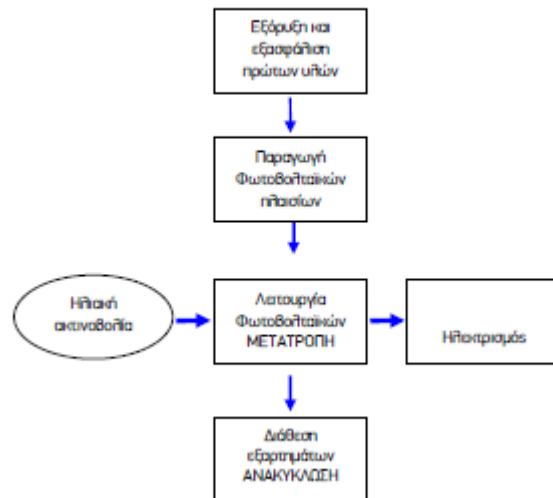 Εξόρυξη και
εξασφάλιση
πρώτων υλών
Παραγωγή
Φωτοβολταϊκών
πλαισίων
Ηλιακή
ακτινοβολία
Λειτουργία
Φωτοβολταϊκών
ΜΕΤΑΤΡΟΠΗ
Ηλεκτρισμός
Διάθεση
εξαρτημάτων
ΑΝΑΚΥΚΛΩΣΗ